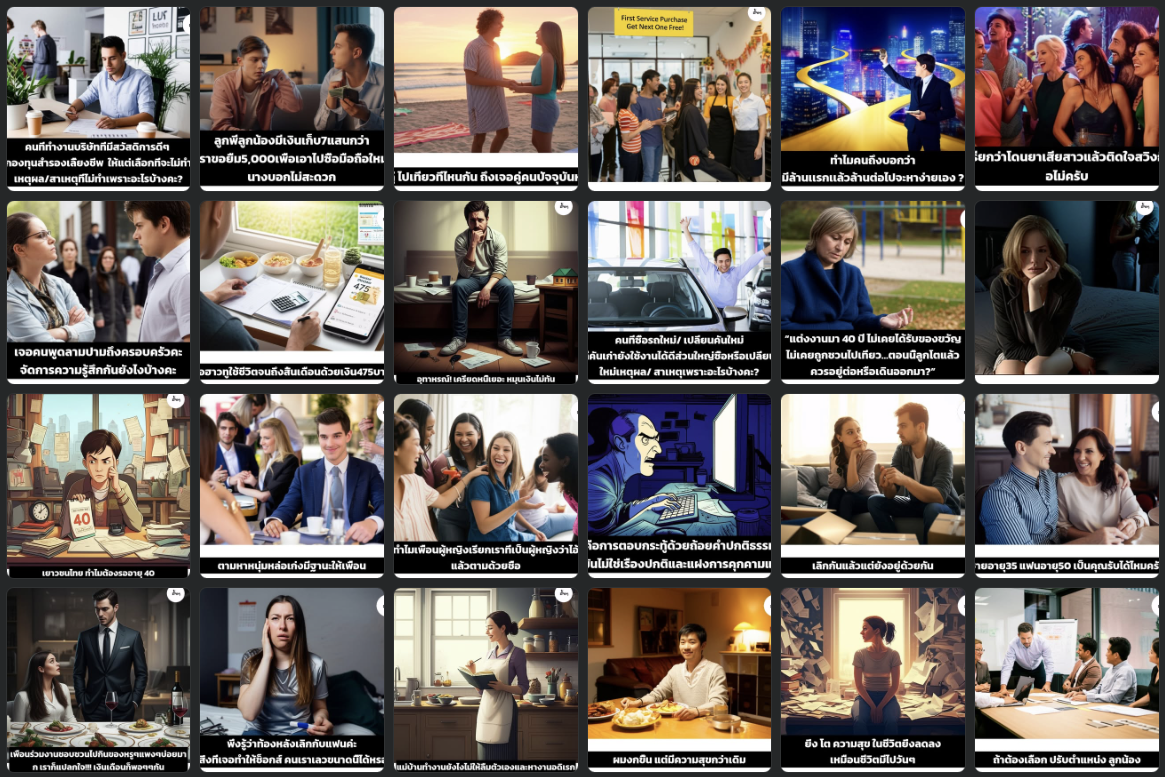 LUST
First Service Purchase
Get Next One Free!
คนที่ทำงานบริษัทที่มีสวัสดิการดีๆ
กองทุนสำรองเลี้ยงชีพ ให้แต่เลือกที่จะไม่ทำ
เหตุผล/สาเหตุที่ไม่ทำเพราะอะไรบ้างคะ?
ลูกพี่ลูกน้องมีเงินเก็บ7แสนกว่า
ราขอยืม5,000เพื่อเอาไปซื้อมือถือใหม
นางบอกไม่สะดวก
ไปเที่ยวที่ไหนกัน ถึงเจอคู่คนปัจจุบัน
ทำไมคนถึงบอกว่า
มีล้านแรกแล้วล้านต่อไปจะหาง่ายเอง ?
รียกว่าโดนยาเสียสาวแล้วติดใจสวิง
อไม่ครับ
เจอคนพูดลามปามถึงครอบครัวคะ
จัดการความรู้สึกกันยังไงบ้างคะ
475
อฮาวทูใช้ชีวิตจนถึงสิ้นเดือนด้วยเงิน475บา
อุทาหรณ์! เครียดหนี้เยอะ หมุนเงินไม่ทัน
คนที่ซื้อรถใหม่/ เปลี่ยนคันใหม่
คันเก่ายังใช้งานได้ดีส่วนใหญ่ซื้อหรือเปลี่ย
ใหม่เหตุผล/ สาเหตุเพราะอะไรบ้างคะ?
“แต่งงานมา 40 ปี ไม่เคยได้รับของขวัญ
ไม่เคยถูกชวนไปเที่ยว...ตอนนี้ลูกโตแล้ว
ควรอยู่ต่อหรือเดินออกมา?”
40
เยาวชนไทย ทำไมต้องรออายุ 40
ตามหาหนุ่มหล่อเก่งมีฐานะให้เพื่อน
ทำไมเพื่อนผู้หญิงเรียกเราที่เป็นผู้หญิงว่าไอ้
แล้วตามด้วยชื่อ
คือการตอบกระทู้ด้วยถ้อยคำปกติธรรม
มันไม่ใช่เรื่องปกติและแฝงการคุกคามแ
เลิกกันแล้วแต่ยังอยู่ด้วยกัน
ายอายุ35 แฟนอายุ50 เป็นคุณรับได้ไหมครั
เพื่อนร่วมงานชอบชวนไปกินของหรูๆแพงๆบ่อยมา
ก เราก็แปลกใจ!!! เงินเดือนก็พอๆๆกัน
พึ่งรู้ว่าท้องหลังเลิกกับแฟนค่ะ
สิ่งที่เจอทำให้ช็อกส์ คนเราเลวขนาดนี้ได้หรอ
แม่บ้านทำงานยังไงไม่ให้ลืมตัวเองและหางานอดิเรก
ผมงกขึ้น แต่มีความสุขกว่าเดิม
ยิ่ง โต ความสุข ในชีวิตยิ่งลดลง
เหมือนชีวิตมีไปวันๆ
ถ้าต้องเลือก ปรับตำแหน่ง ลูกน้อง